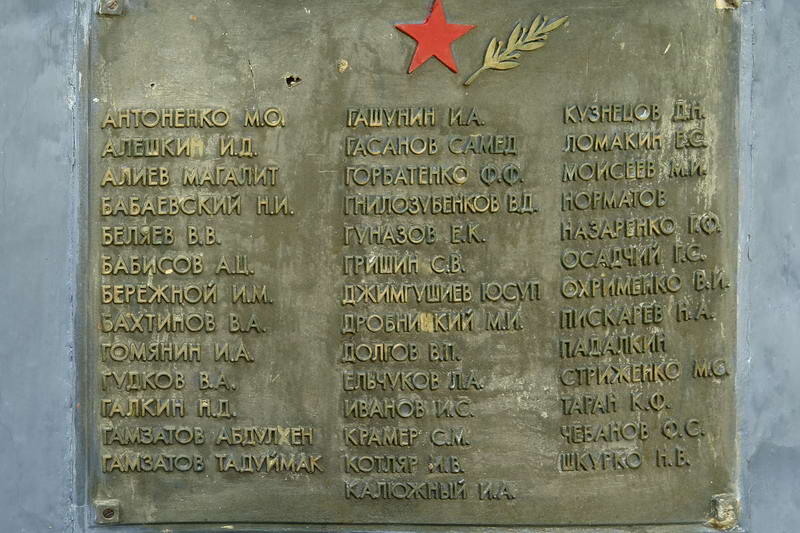 АНТОНЕНКО М.О.
АЛЕШКИН И.Д.
АЛИЕВ МАГАЛИТ
БАБАЕВСКИЙ Н.И.
БЕЛЯЕВ В.В.
БАБИСОВ А.Ц.
БЕРЕЖНОЙ И.М.
БАХТИНОВ В.А.
ГОМЯНИН И.А.
ГУДКОВ В.А.
ГАЛКИН Н.Д.
ГАМЗАТОВ АБДУЛХЕН
ГАМЗАТОВ ТАДУЙМАК
ГАШУНИН И.А.
ГАСАНОВ САМЕД
ГОРБАТЕНКО Ф.Ф.
ГНИЛОЗУБЕНКОВ В.Д.
ГУНАЗОВ Е.К.
ГРИШИН С.В.
ДЖИМГУШИЕВ ЮСУП
ДРОБНИЦКИЙ М.И.
ДОЛГОВ В.П.
ЕЛЬЧУКОВ Л.А.
ИВАНОВ И.С.
КРАМЕР С.М.
КОТЛЯР И.В.
КАЛЮЖНЫЙ И.А.
КУЗНЕЦОВ Д.Н.
ЛОМАКИН Е.С.
МОИСЕЕВ М.И.
НОРМАТОВ
НАЗАРЕНКО Г.Ф.
ОСАДЧИЙ Г.С.
ОХРИМЕНКО В.И.
ПИСКАРЕВ Н.А.
ПАДАЛКИН
СТРИЖЕНКО М.С.
ТАРАН К.Ф.
ЧЕБАНОВ Ф.С.
ШКУРКО Н.В.